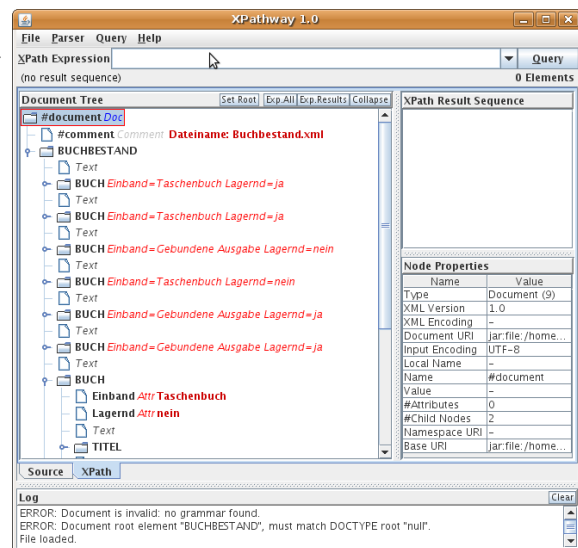 XPathway 1.0
File Parser Query Help
XPath Expression Query
(no result sequence) 0 Elements
Document Tree Set Root Exp.All Exp.Results Collapse
#document Doc
#comment Comment Dateiname: Buchbestand.xml
BUCHBESTAND
Text
BUCH Einband=Taschenbuch Lagernd=ja
Text
BUCH Einband=Taschenbuch Lagernd=ja
Text
BUCH Einband=Gebundene Ausgabe Lagernd=nein
Text
BUCH Einband=Taschenbuch Lagernd=nein
Text
BUCH Einband=Gebundene Ausgabe Lagernd=ja
Text
BUCH Einband=Gebundene Ausgabe Lagernd=ja
Text
BUCH
Einband Attr Taschenbuch
Lagernd Attr nein
Text
TITEL
XPath Result Sequence
Node Properties
Name Value
Type Document (9)
XML Version 1.0
XML Encoding –
Document URI jar:file:/home...
Input Encoding UTF-8
Local Name –
Name #document
Value –
#Attributes 0
#Child Nodes 2
Namespace URI –
Base URI jar:file:/home...
Source XPath
Log Clear
ERROR: Document is invalid: no grammar found.
ERROR: Document root element "BUCHBESTAND", must match DOCTYPE root "null".
File loaded.